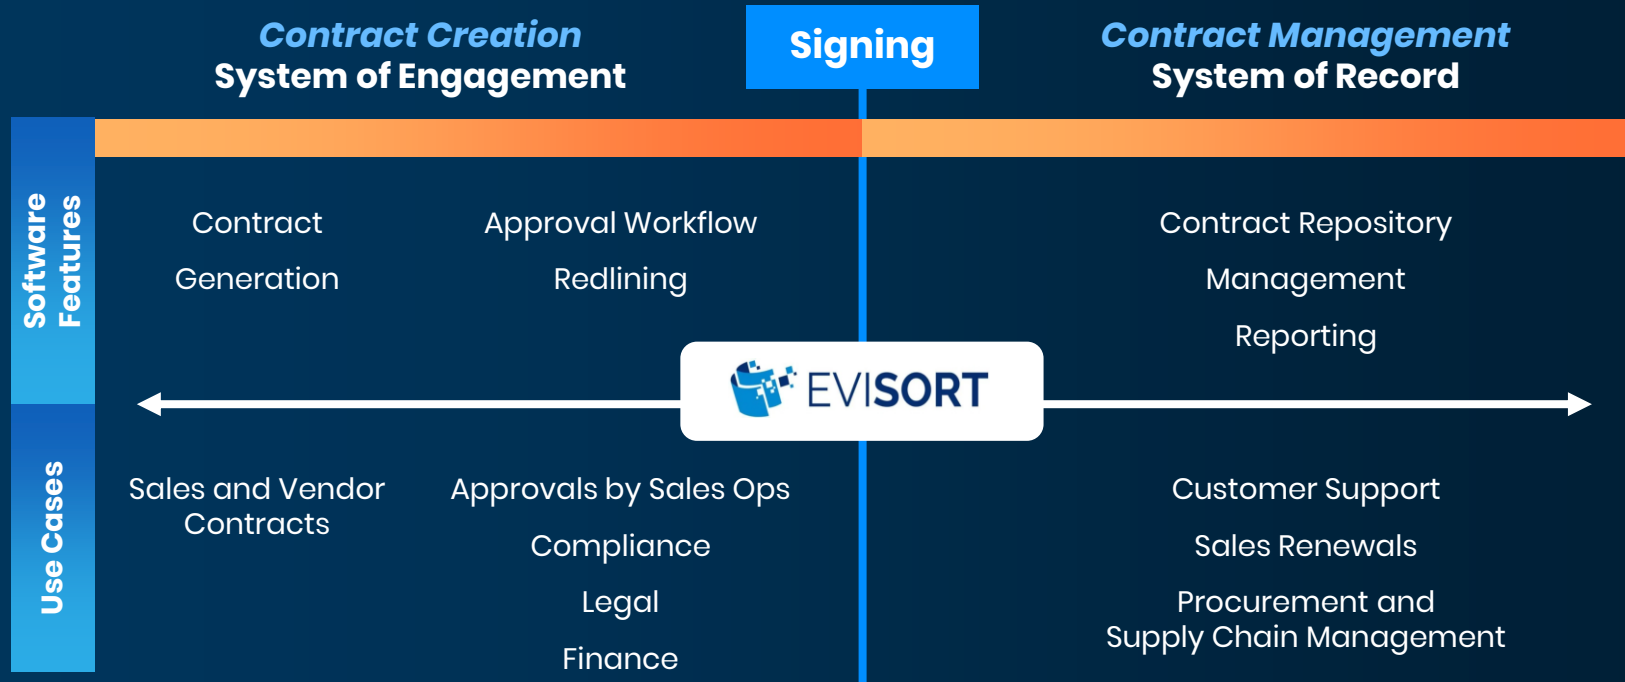 Contract Creation
System of Engagement
Signing
Contract Management
System of Record
Software
Features
Contract
Generation
Approval Workflow
Redlining
Contract Repository
Management
Reporting
EVISORT
Use Cases
Sales and Vendor
Contracts
Approvals by Sales Ops
Compliance
Legal
Finance
Customer Support
Sales Renewals
Procurement and
Supply Chain Management